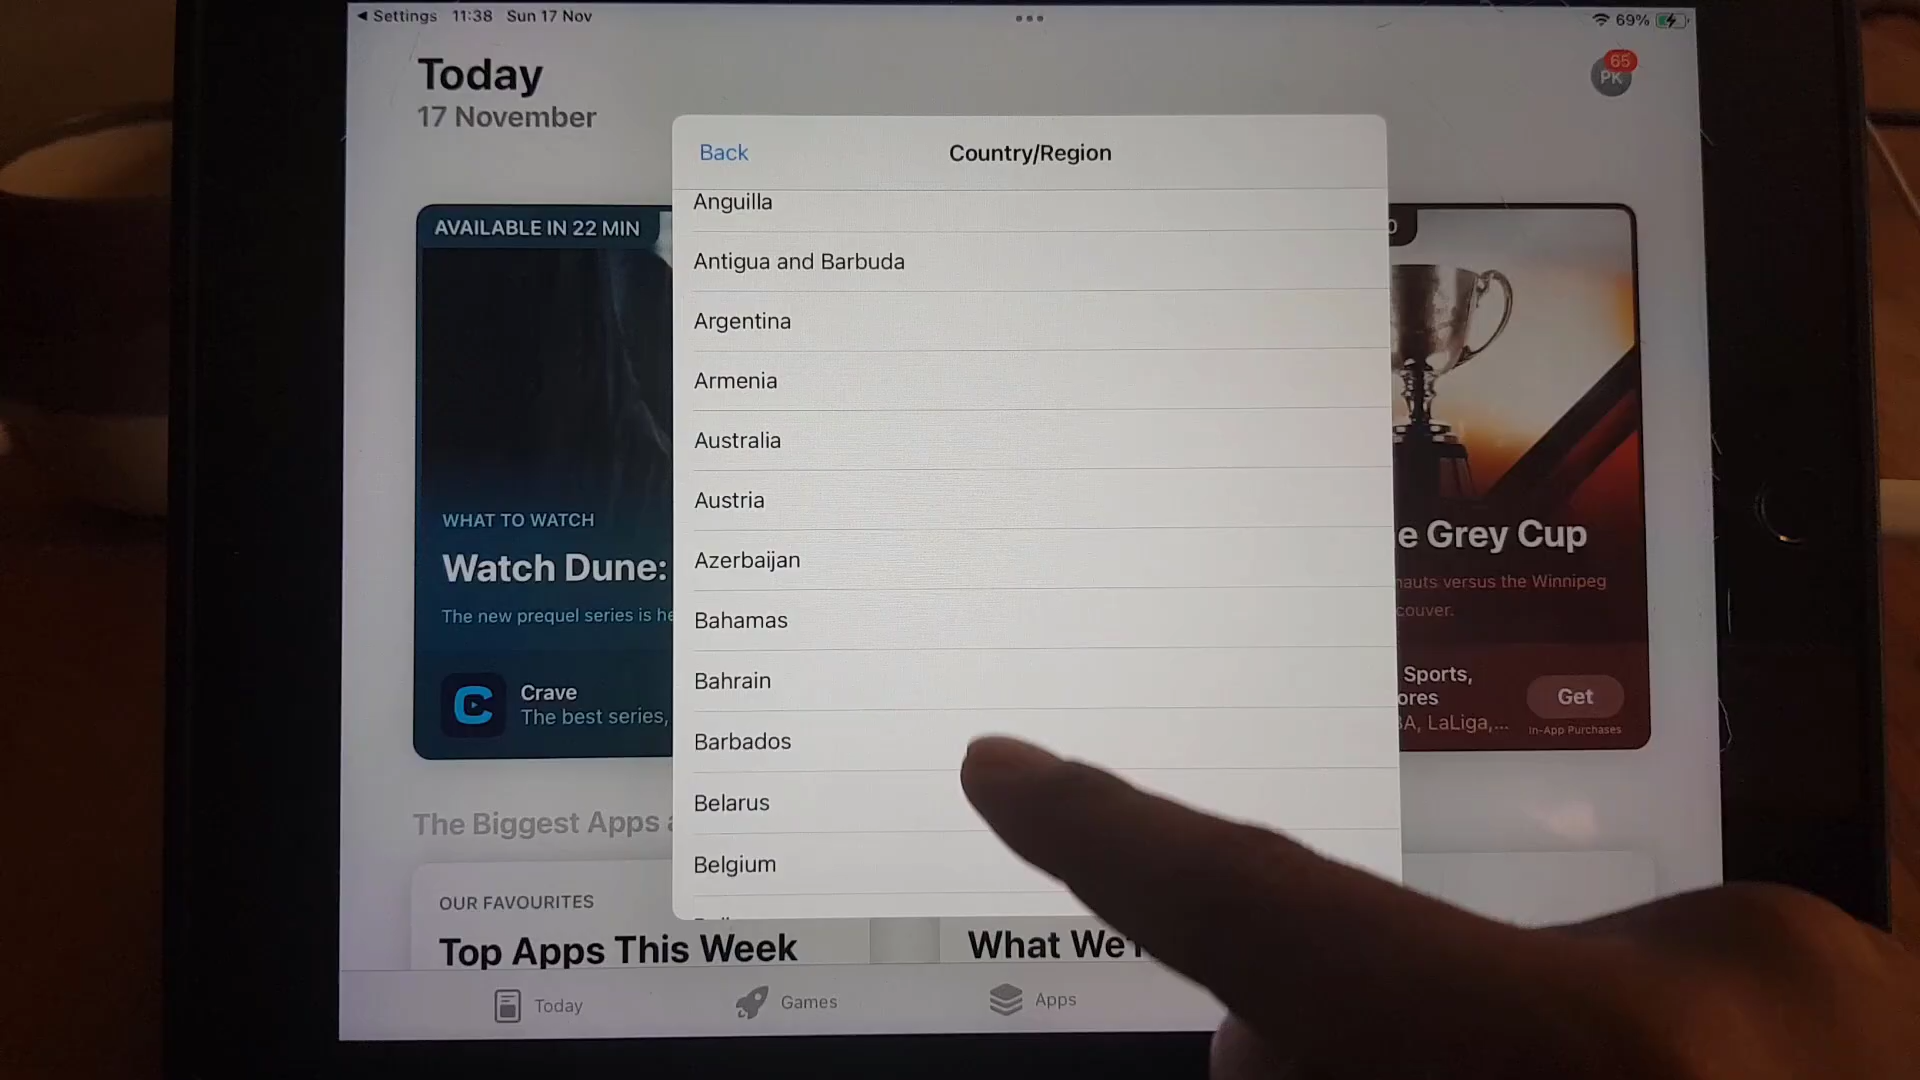 Settings 11:38 Sun 17 Nov
69%
Today
17 November
65
PK
Back
Country/Region
Anguilla
Antigua and Barbuda
Argentina
Armenia
Australia
Austria
Azerbaijan
Bahamas
Bahrain
Barbados
Belarus
Belgium
AVAILABLE IN 22 MIN
WHAT TO WATCH
Watch Dune:
The new prequel series is he
Crave
The best series,
e Grey Cup
nauts versus the Winnipeg
couver.
Sports,
ores
A, LaLiga,...
Get
In-App Purchases
The Biggest Apps a
OUR FAVOURITES
Top Apps This Week
What We'r
Today
Games
Apps